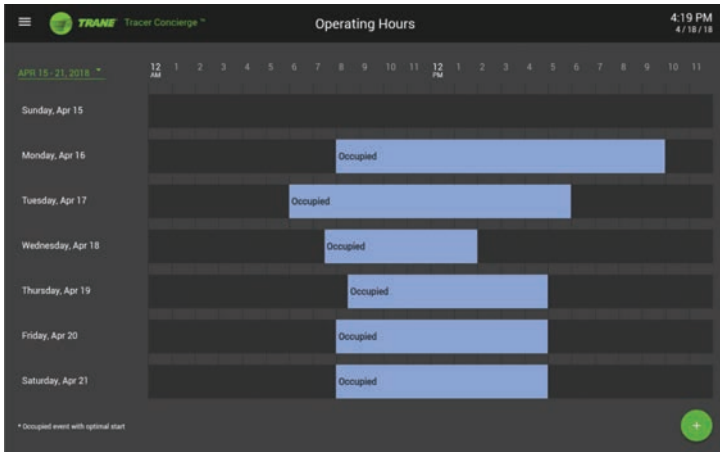 TRANE Tracer Concierge ™
Operating Hours
4:19 PM
4 / 18 / 18
APR 15 - 21, 2018
12 AM 1 2 3 4 5 6 7 8 9 10 11 12 PM 1 2 3 4 5 6 7 8 9 10 11
Sunday, Apr 15
Monday, Apr 16 Occupied
Tuesday, Apr 17 Occupied
Wednesday, Apr 18 Occupied
Thursday, Apr 19 Occupied
Friday, Apr 20 Occupied
Saturday, Apr 21 Occupied
* Occupied event with optimal start
+